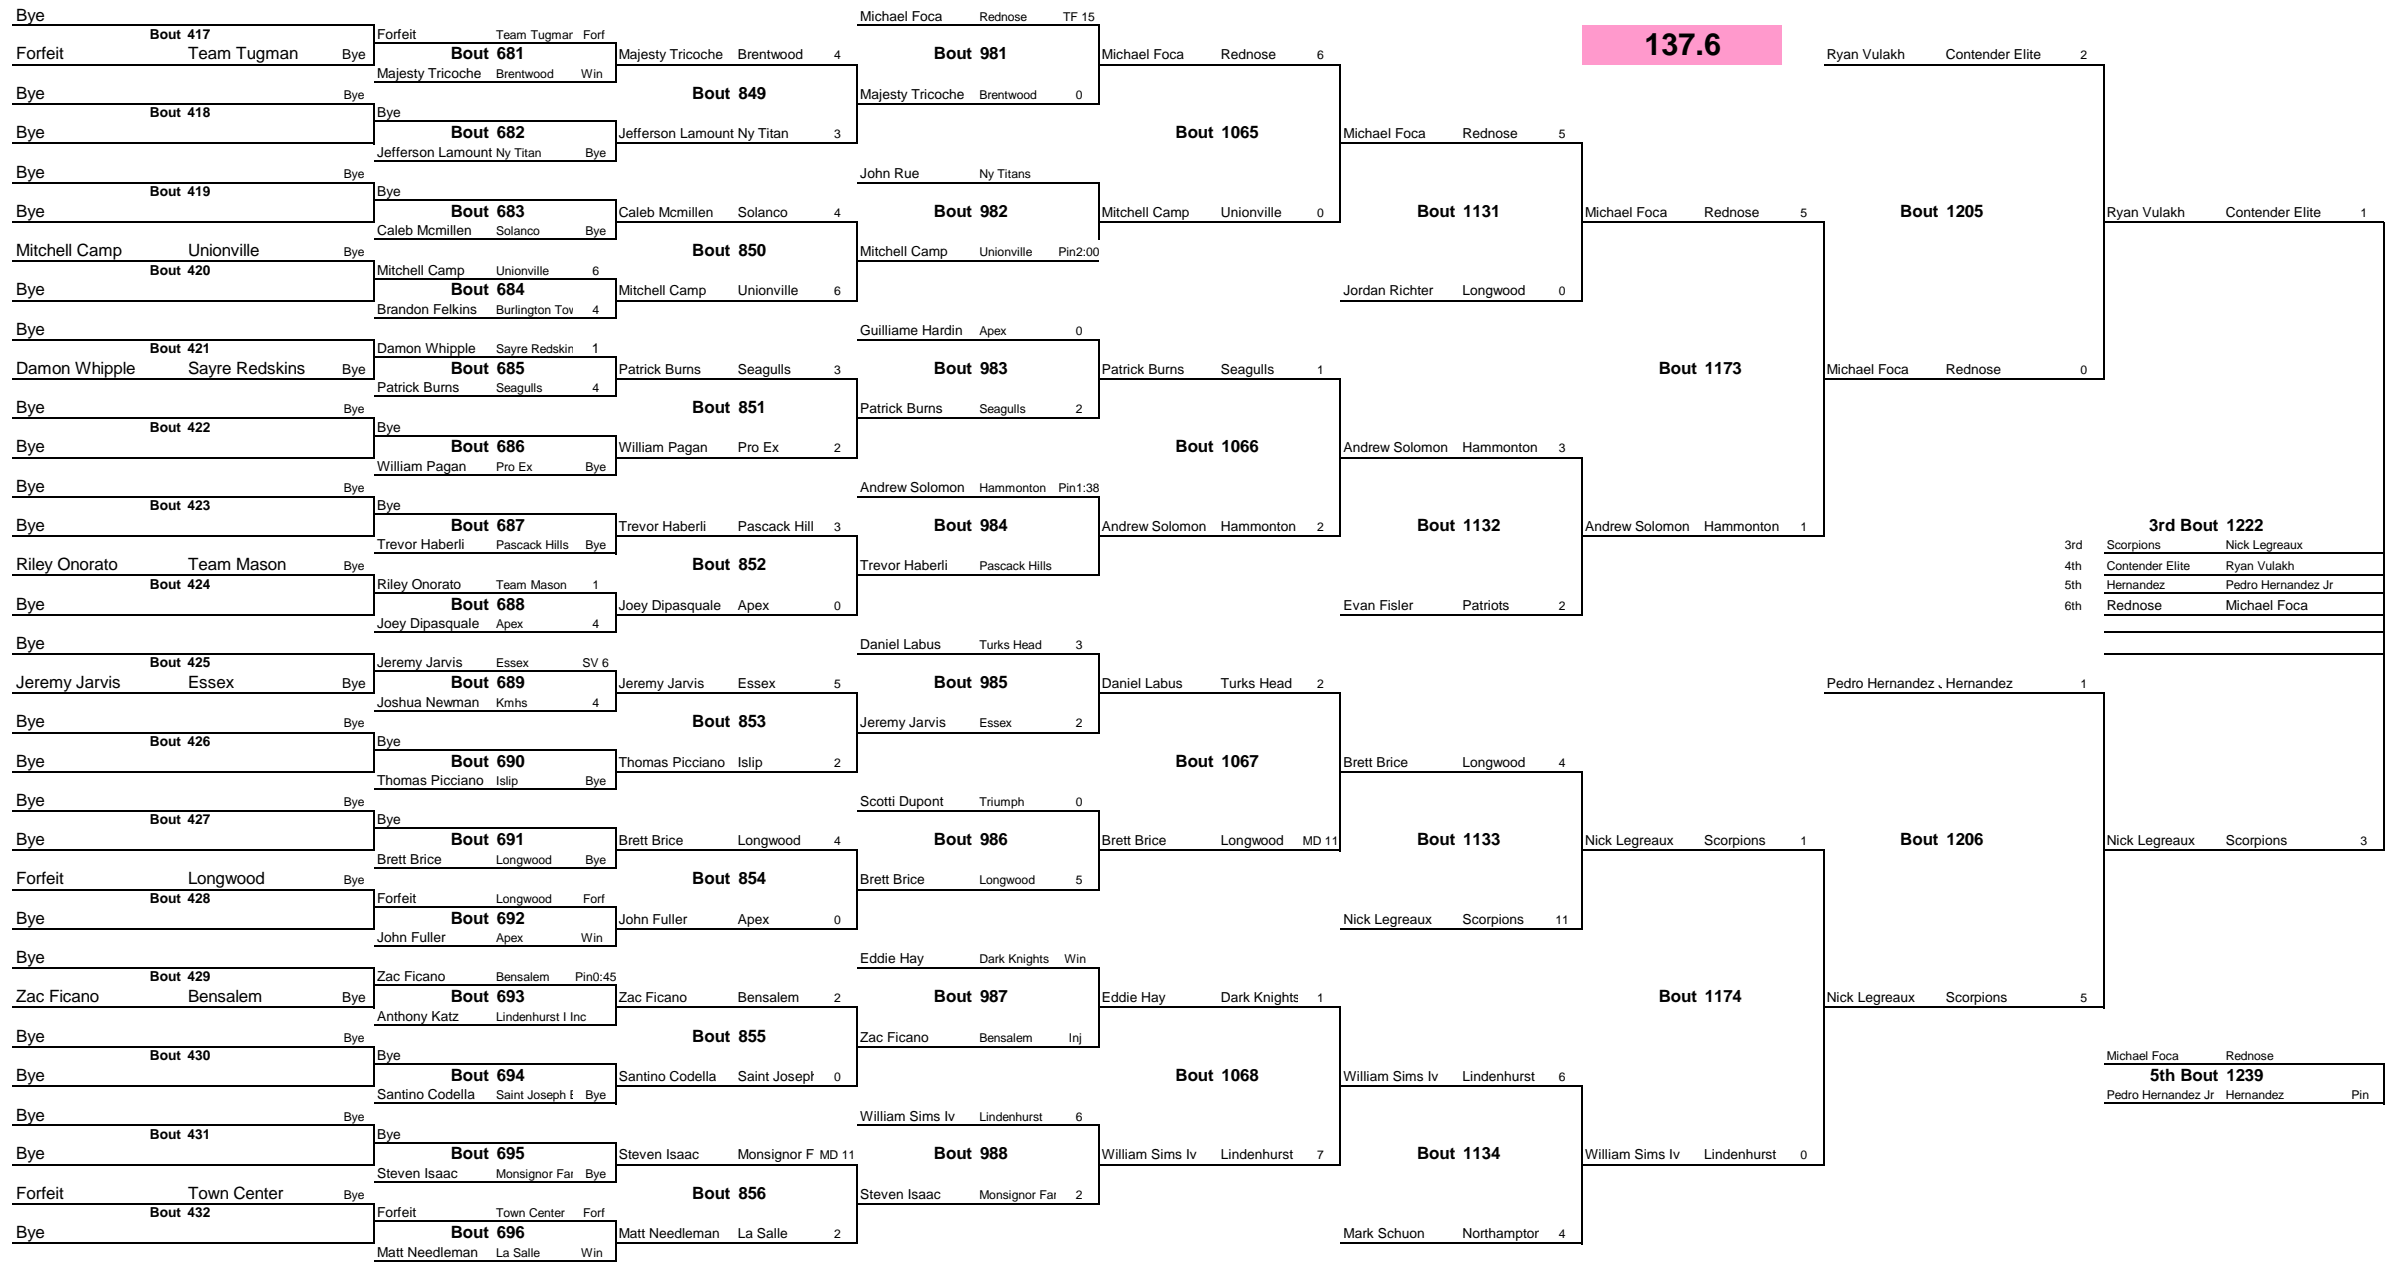 Bye
Bout 417
Forfeit Team Tugman Bye
Bye Bye
Bout 418
Bye
Bye Bye
Bout 419
Bye
Mitchell Camp Unionville Bye
Bout 420
Bye
Bye
Bout 421
Damon Whipple Sayre Redskins Bye
Bye Bye
Bout 422
Bye
Bye Bye
Bout 423
Bye
Riley Onorato Team Mason Bye
Bout 424
Bye
Bye
Bout 425
Jeremy Jarvis Essex Bye
Bye Bye
Bout 426
Bye
Bye Bye
Bout 427
Bye
Forfeit Longwood Bye
Bout 428
Bye
Bye
Bout 429
Zac Ficano Bensalem Bye
Bye Bye
Bout 430
Bye
Bye Bye
Bout 431
Bye
Forfeit Town Center Bye
Bout 432
Bye
Forfeit Team Tugmar Forf
Bout 681
Majesty Tricoche Brentwood Win
Bye
Bout 682
Jefferson Lamount Ny Titan Bye
Bye
Bout 683
Caleb Mcmillen Solanco Bye
Mitchell Camp Unionville 6
Bout 684
Brandon Felkins Burlington Tov 4
Damon Whipple Sayre Redskin 1
Bout 685
Patrick Burns Seagulls 4
Bye
Bout 686
William Pagan Pro Ex Bye
Bye
Bout 687
Trevor Haberli Pascack Hills Bye
Riley Onorato Team Mason 1
Bout 688
Joey Dipasquale Apex 4
Jeremy Jarvis Essex SV 6
Bout 689
Joshua Newman Kmhs 4
Bye
Bout 690
Thomas Picciano Islip Bye
Bye
Bout 691
Brett Brice Longwood Bye
Forfeit Longwood Forf
Bout 692
John Fuller Apex Win
Zac Ficano Bensalem Pin0:45
Bout 693
Anthony Katz Lindenhurst I Inc
Bye
Bout 694
Santino Codella Saint Joseph E Bye
Bye
Bout 695
Steven Isaac Monsignor Far Bye
Forfeit Town Center Forf
Bout 696
Matt Needleman La Salle Win
Majesty Tricoche Brentwood 4
Bout 849
Jefferson Lamount Ny Titan 3
Caleb Mcmillen Solanco 4
Bout 850
Mitchell Camp Unionville 6
Patrick Burns Seagulls 3
Bout 851
William Pagan Pro Ex 2
Trevor Haberli Pascack Hill 3
Bout 852
Joey Dipasquale Apex 0
Jeremy Jarvis Essex 5
Bout 853
Thomas Picciano Islip 2
Brett Brice Longwood 4
Bout 854
John Fuller Apex 0
Zac Ficano Bensalem 2
Bout 855
Santino Codella Saint Joseph 0
Steven Isaac Monsignor F MD 11
Bout 856
Matt Needleman La Salle 2
Michael Foca Rednose TF 15
Bout 981
Majesty Tricoche Brentwood 0
John Rue Ny Titans
Bout 982
Mitchell Camp Unionville Pin2:00
Guilliame Hardin Apex 0
Bout 983
Patrick Burns Seagulls 2
Andrew Solomon Hammonton Pin1:38
Bout 984
Trevor Haberli Pascack Hills
Daniel Labus Turks Head 3
Bout 985
Jeremy Jarvis Essex 2
Scotti Dupont Triumph 0
Bout 986
Brett Brice Longwood 5
Eddie Hay Dark Knights Win
Bout 987
Zac Ficano Bensalem Inj
William Sims Iv Lindenhurst 6
Bout 988
Steven Isaac Monsignor Far 2
Michael Foca Rednose 6
Bout 1065
Mitchell Camp Unionville 0
Patrick Burns Seagulls 1
Bout 1066
Andrew Solomon Hammonton 2
Daniel Labus Turks Head 2
Bout 1067
Brett Brice Longwood MD 11
Eddie Hay Dark Knights 1
Bout 1068
William Sims Iv Lindenhurst 7
Michael Foca Rednose 5
Bout 1131
Jordan Richter Longwood 0
Andrew Solomon Hammonton 3
Bout 1132
Evan Fisler Patriots 2
Brett Brice Longwood 4
Bout 1133
Nick Legreaux Scorpions 11
William Sims Iv Lindenhurst 6
Bout 1134
Mark Schuon Northamptor 4
137.6
Michael Foca Rednose 5
Bout 1173
Andrew Solomon Hammonton 1
Nick Legreaux Scorpions 1
Bout 1174
William Sims Iv Lindenhurst 0
Ryan Vulakh Contender Elite 2
Bout 1205
Michael Foca Rednose 0
Pedro Hernandez Hernandez 1
Bout 1206
Nick Legreaux Scorpions 5
Ryan Vulakh Contender Elite 1
3rd Bout 1222
3rd Scorpions Nick Legreaux
4th Contender Elite Ryan Vulakh
5th Hernandez Pedro Hernandez Jr
6th Rednose Michael Foca
Nick Legreaux Scorpions 3
Michael Foca Rednose
5th Bout 1239
Pedro Hernandez Jr Hernandez Pin